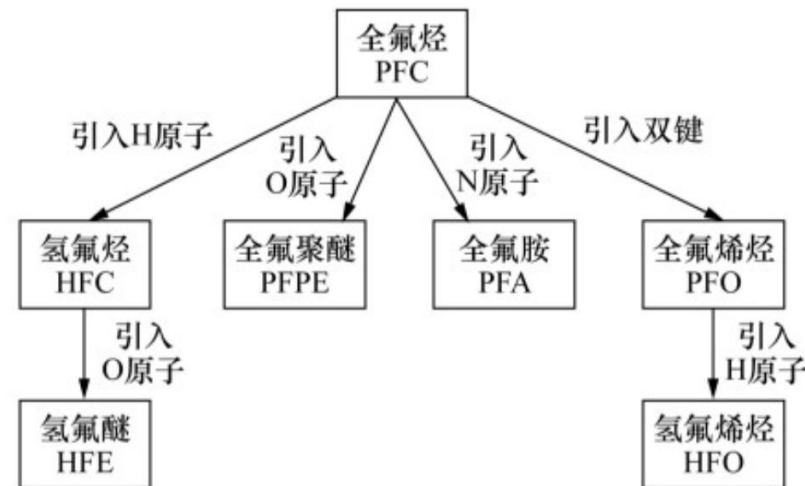 全氟烃
PFC
引入H原子
引入
O原子
引入
N原子
引入双键
氢氟烃
HFC
全氟聚醚
PFPE
全氟胺
PFA
全氟烯烃
PFO
引入
O原子
引入
H原子
氢氟醚
HFE
氢氟烯烃
HFO